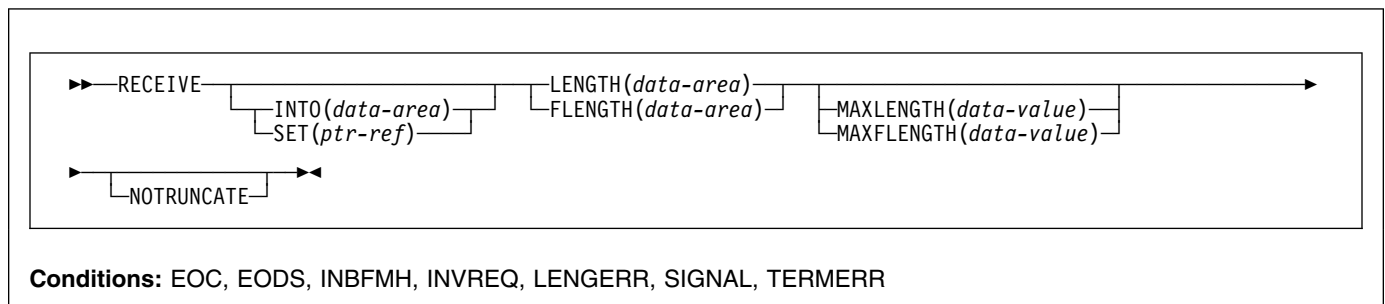 RECEIVE LENGTH(data-area)
INTO(data-area) FLENGTH(data-area) MAXLENGTH(data-value)
SET(ptr-ref) MAXFLENGTH(data-value)
NOTRUNCATE
Conditions: EOC, EODS, INBFMH, INVREQ, LENGERR, SIGNAL, TERMERR